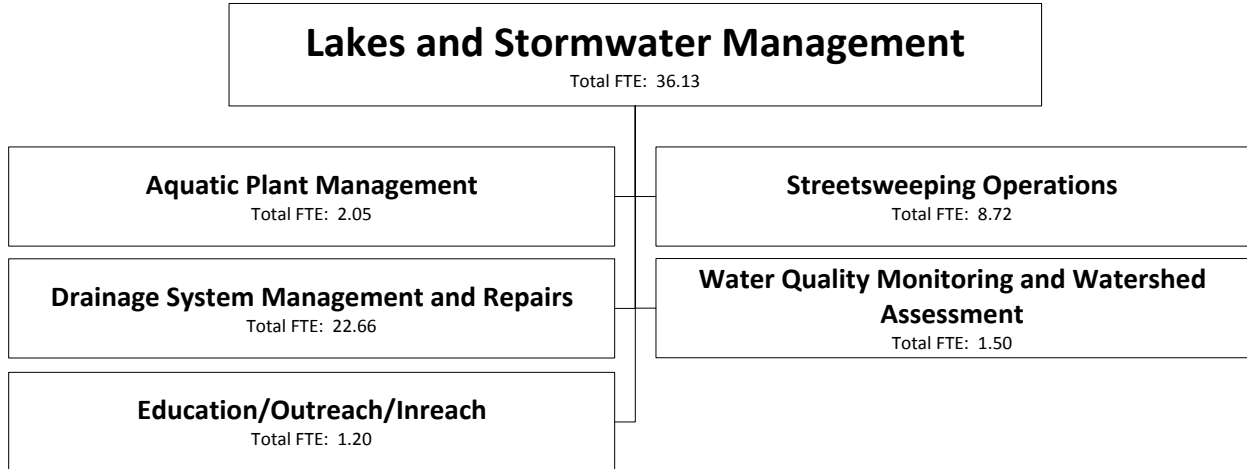 Lakes and Stormwater Management
Total FTE: 36.13
Aquatic Plant Management
Total FTE: 2.05
Streetsweeping Operations
Total FTE: 8.72
Drainage System Management and Repairs
Total FTE: 22.66
Water Quality Monitoring and Watershed
Assessment
Total FTE: 1.50
Education/Outreach/Inreach
Total FTE: 1.20